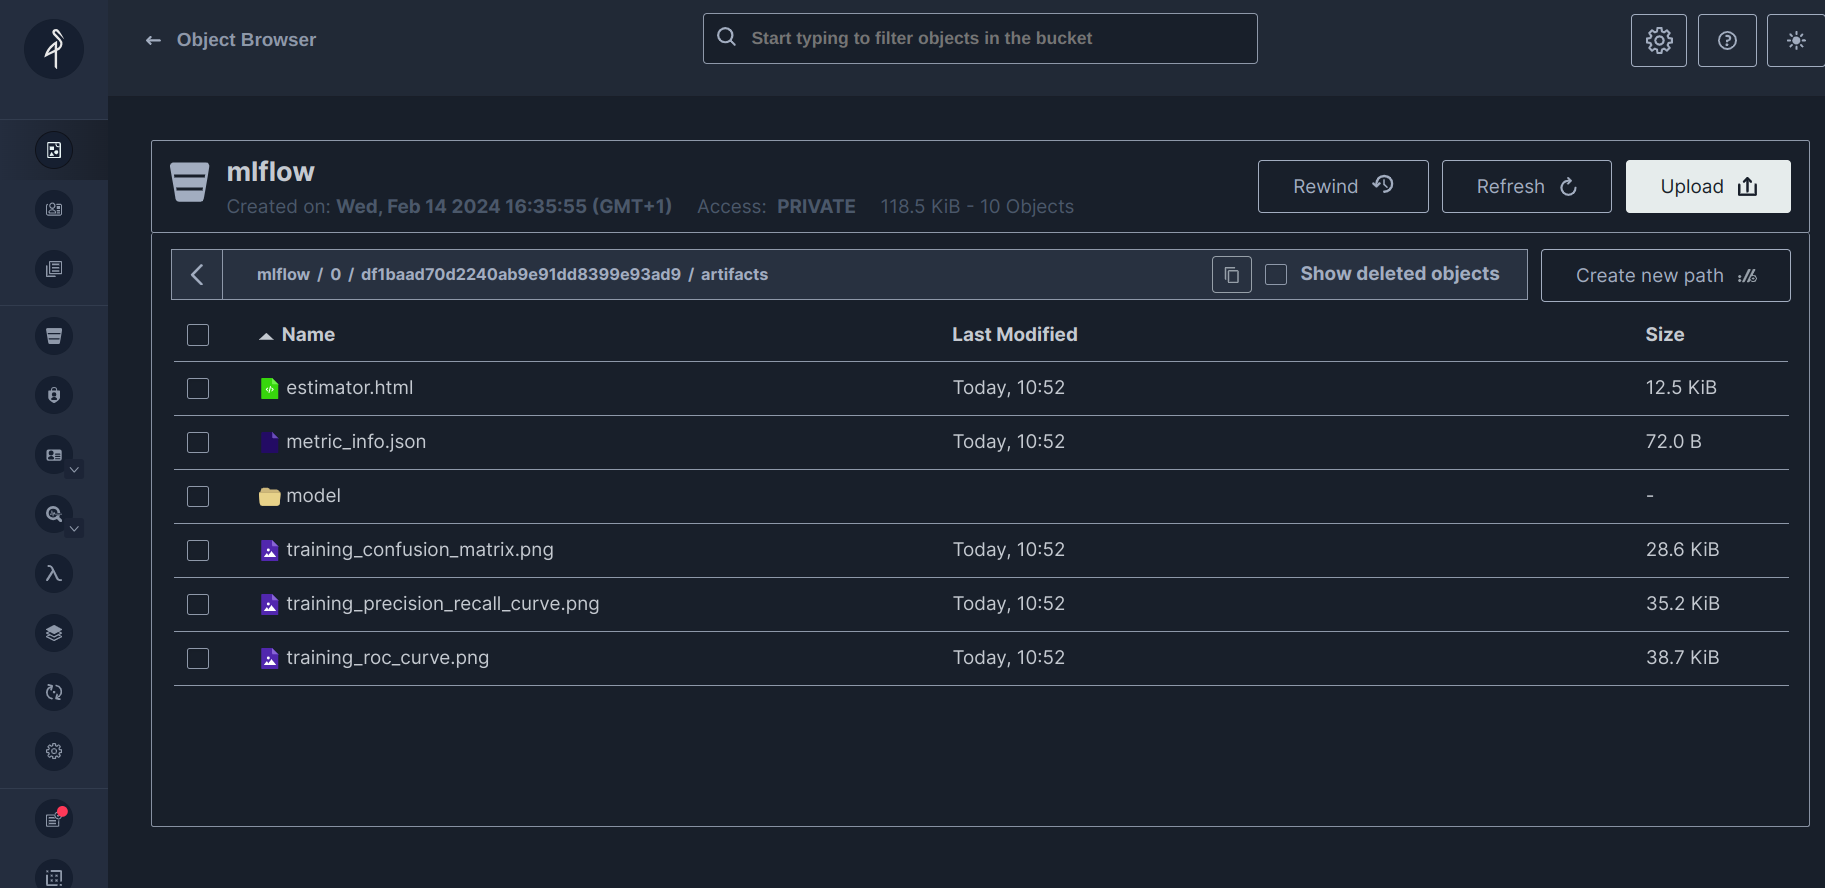 Object Browser
Start typing to filter objects in the bucket
mlflow
Created on: Wed, Feb 14 2024 16:35:55 (GMT+1) Access: PRIVATE 118.5 KiB - 10 Objects
Rewind
Refresh
Upload
mlflow / 0 / df1baad70d2240ab9e91dd8399e93ad9 / artifacts
Show deleted objects
Create new path
Name Last Modified Size
estimator.html Today, 10:52 12.5 KiB
metric_info.json Today, 10:52 72.0 B
model -
training_confusion_matrix.png Today, 10:52 28.6 KiB
training_precision_recall_curve.png Today, 10:52 35.2 KiB
training_roc_curve.png Today, 10:52 38.7 KiB